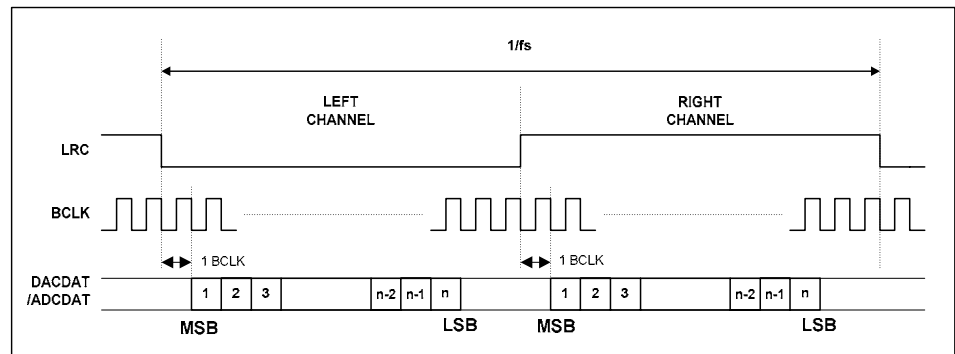 1/fs
LEFT CHANNEL
RIGHT CHANNEL
LRC
BCLK
1 BCLK
1 BCLK
DACDAT
/ADCDAT
1 2 3 n-2 n-1 n 1 2 3 n-2 n-1 n
MSB LSB MSB LSB